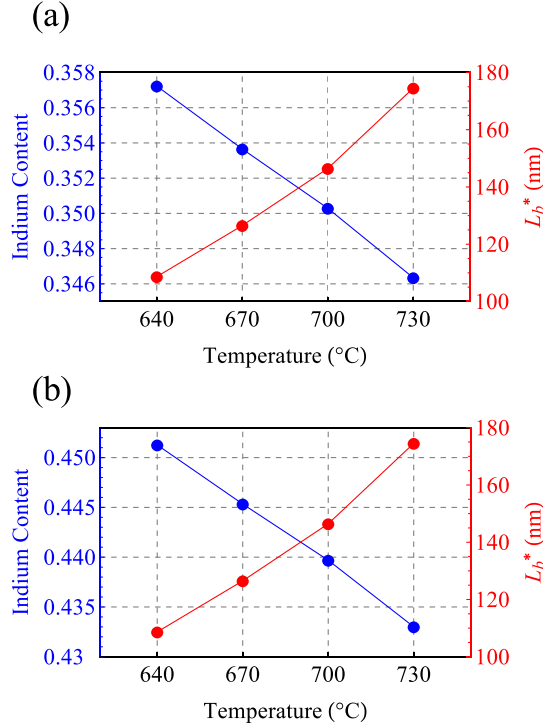 (a)
0.358
0.356
0.354
0.352
0.350
0.348
0.346
Indium Content
180
160
140
120
100
L_b* (nm)
640 670 700 730
Temperature (°C)
(b)
0.450
0.445
0.440
0.435
0.43
Indium Content
180
160
140
120
100
L_b* (nm)
640 670 700 730
Temperature (°C)